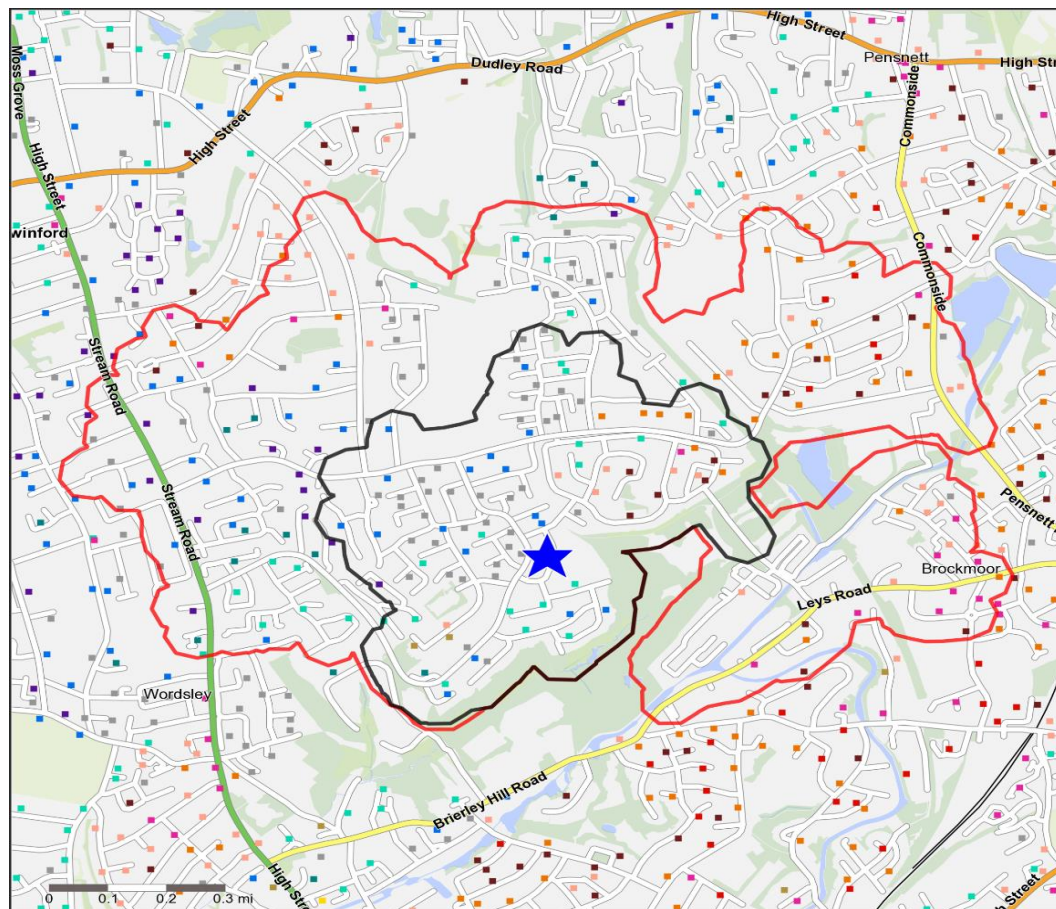 High Street
Pensnett
High Str
Moss Grove
Dudley Road
Commonside
High Street
High Street
winford
Commonside
Stream Road
Stream Road
Pensnett
Brockmoor
Leys Road
Wordsley
Brierley Hill Road
High Street
h Street
0 0.1 0.2 0.3 mi